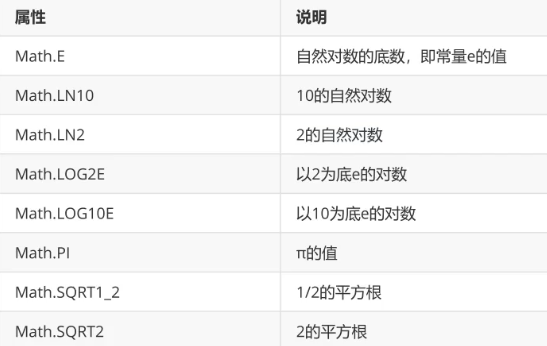 属性 说明
Math.E 自然对数的底数，即常量e的值
Math.LN10 10的自然对数
Math.LN2 2的自然对数
Math.LOG2E 以2为底e的对数
Math.LOG10E 以10为底e的对数
Math.PI π的值
Math.SQRT1_2 1/2的平方根
Math.SQRT2 2的平方根